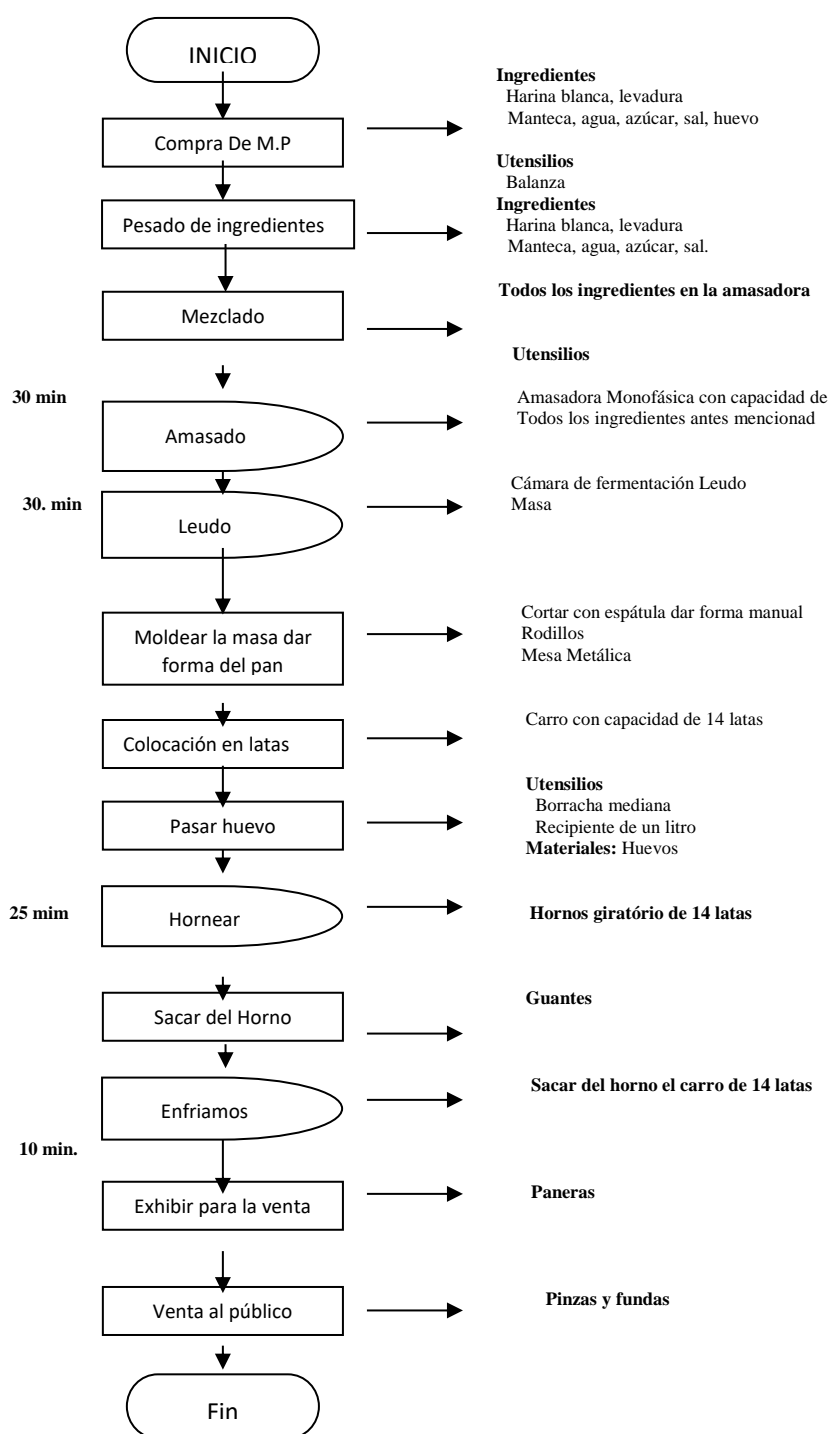 INICIO
Ingredientes
Harina blanca, levadura
Manteca, agua, azúcar, sal, huevo
Compra De M.P
Utensilios
Balanza
Ingredientes
Harina blanca, levadura
Manteca, agua, azúcar, sal.
Pesado de ingredientes
Todos los ingredientes en la amasadora
Mezclado
Utensilios
30 min
Amasadora Monofásica con capacidad de
Todos los ingredientes antes mencionad
Amasado
30. min
Cámara de fermentación Leudo
Masa
Leudo
Cortar con espátula dar forma manual
Rodillos
Mesa Metálica
Moldear la masa dar
forma del pan
Carro con capacidad de 14 latas
Colocación en latas
Utensilios
Borracha mediana
Recipiente de un litro
Materiales: Huevos
Pasar huevo
25 mim
Hornear
Hornos giratório de 14 latas
Guantes
Sacar del Horno
Sacar del horno el carro de 14 latas
Enfriamos
10 min.
Exhibir para la venta
Paneras
Venta al público
Pinzas y fundas
Fin